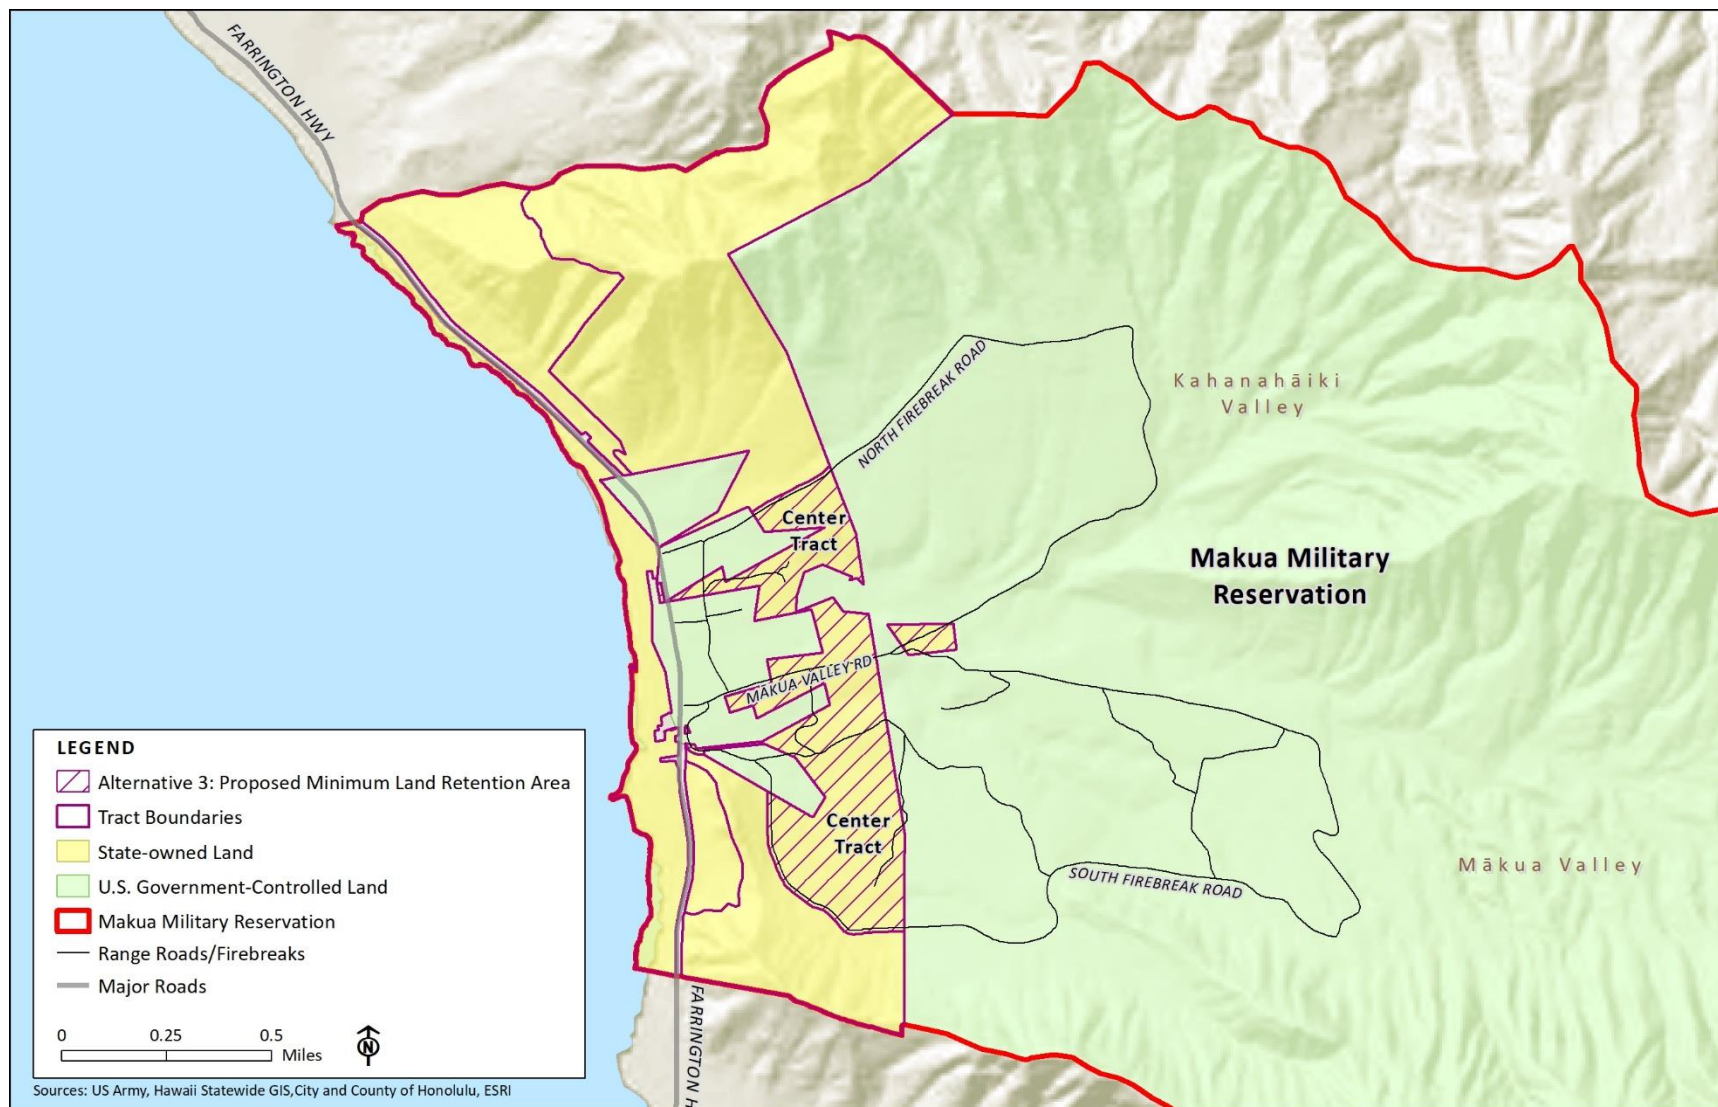 FARRINGTON HWY
NORTH FIREBREAK ROAD
Kahanahāiki
Valley
Center
Tract
Makua Military
Reservation
MĀKUA VALLEY RD
Center
Tract
SOUTH FIREBREAK ROAD
Mākua Valley
FARRINGTON H
LEGEND
Alternative 3: Proposed Minimum Land Retention Area
Tract Boundaries
State-owned Land
U.S. Government-Controlled Land
Makua Military Reservation
Range Roads/Firebreaks
Major Roads
0 0.25 0.5
Miles
N
Sources: US Army, Hawaii Statewide GIS,City and County of Honolulu, ESRI